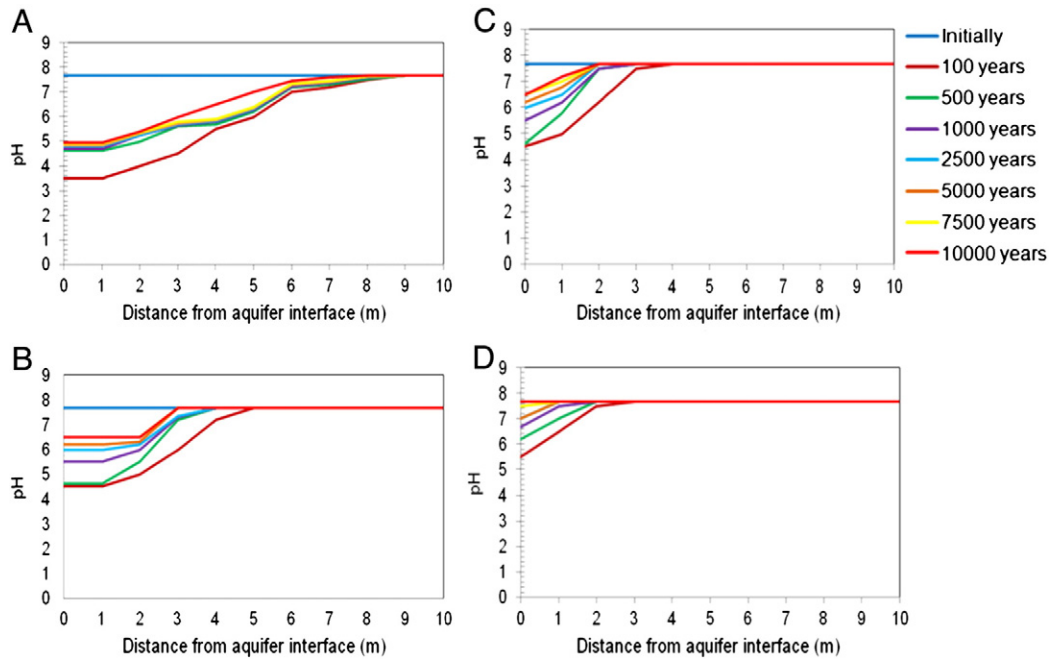 A
9
8
7
6
5
4
3
2
1
0
pH
0 1 2 3 4 5 6 7 8 9 10
Distance from aquifer interface (m)
C
9
8
7
6
5
4
3
2
1
0
pH
0 1 2 3 4 5 6 7 8 9 10
Distance from aquifer interface (m)
Initially
100 years
500 years
1000 years
2500 years
5000 years
7500 years
10000 years
B
9
8
7
6
5
4
3
2
1
0
pH
0 1 2 3 4 5 6 7 8 9 10
Distance from aquifer interface (m)
D
9
8
7
6
5
4
3
2
1
0
pH
0 1 2 3 4 5 6 7 8 9 10
Distance from aquifer interface (m)